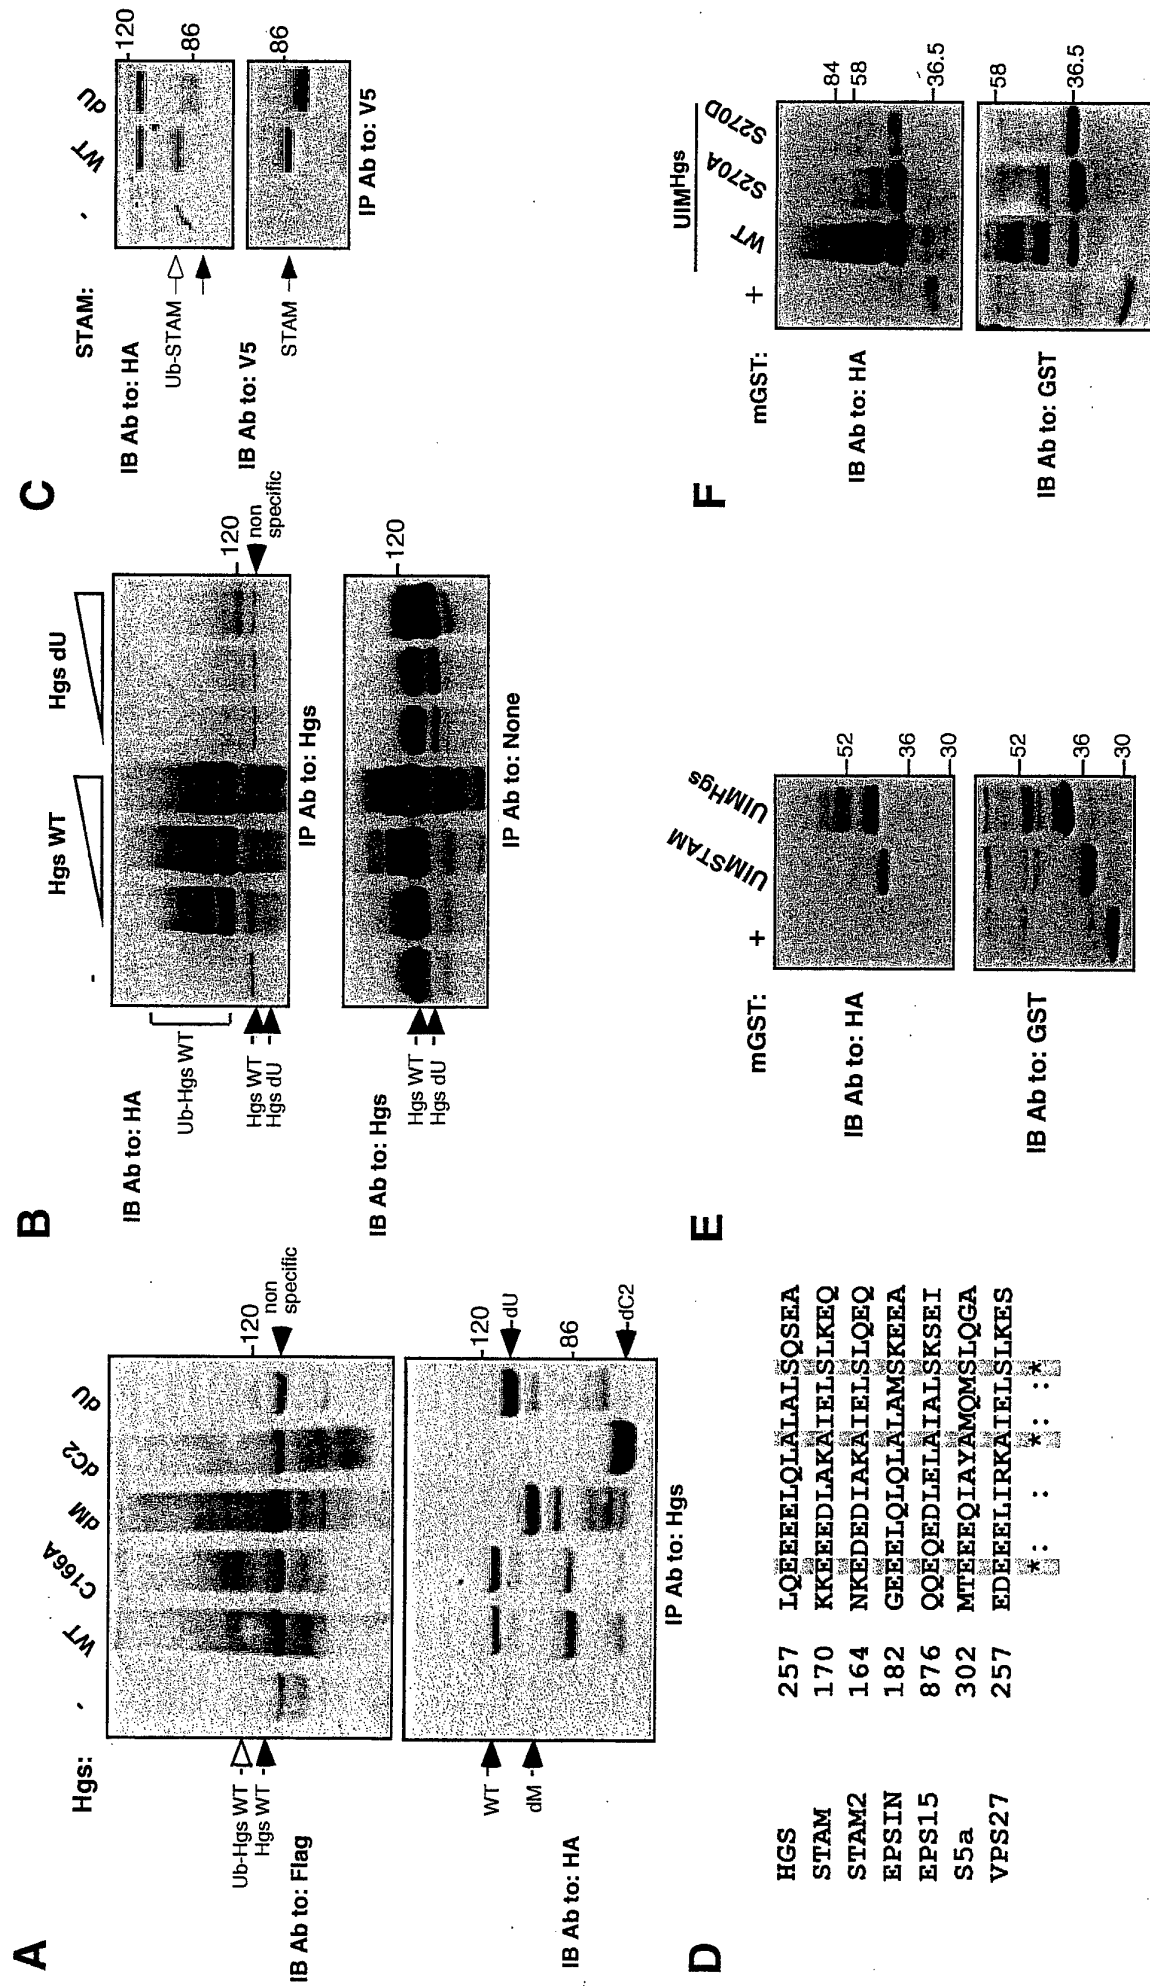 A
Hgs:
-
WT
C166A
dM
dC2
dU
Ub-Hgs WT
Hgs WT
IB Ab to: Flag
-120
non
specific
WT
dM
IB Ab to: HA
-120
dU
-86
dC2
IP Ab to: Hgs
B
-
Hgs WT
Hgs dU
IB Ab to: HA
Ub-Hgs WT
Hgs WT
Hgs dU
-120
non
specific
IP Ab to: Hgs
IB Ab to: Hgs
Hgs WT
Hgs dU
-120
IP Ab to: None
C
STAM:
-
WT
dU
IB Ab to: HA
Ub-STAM
-120
-86
IB Ab to: V5
STAM
-86
IP Ab to: V5
D
HGS 257 LQEEEELQLALALSQSEA
STAM 170 KKEEEDLAKAIELSLKEQ
STAM2 164 NKEDEDIAKAIELSLQEQ
EPSIN 182 GEEELQLQLALAMSKEEA
EPS15 876 QQEQEDLELAIALSKSEI
S5a 302 MTEEEQIAYAMQMSLQGA
VPS27 257 EDEEELIRKAIELSLKES
*: : *: :*
E
mGST:
+
UIMSTAM
UIMHgs
IB Ab to: HA
-52
-36
-30
IB Ab to: GST
-52
-36
-30
F
UIMHgs
mGST:
+
WT
S270A
S270D
IB Ab to: HA
-84
-58
-36.5
IB Ab to: GST
-58
-36.5